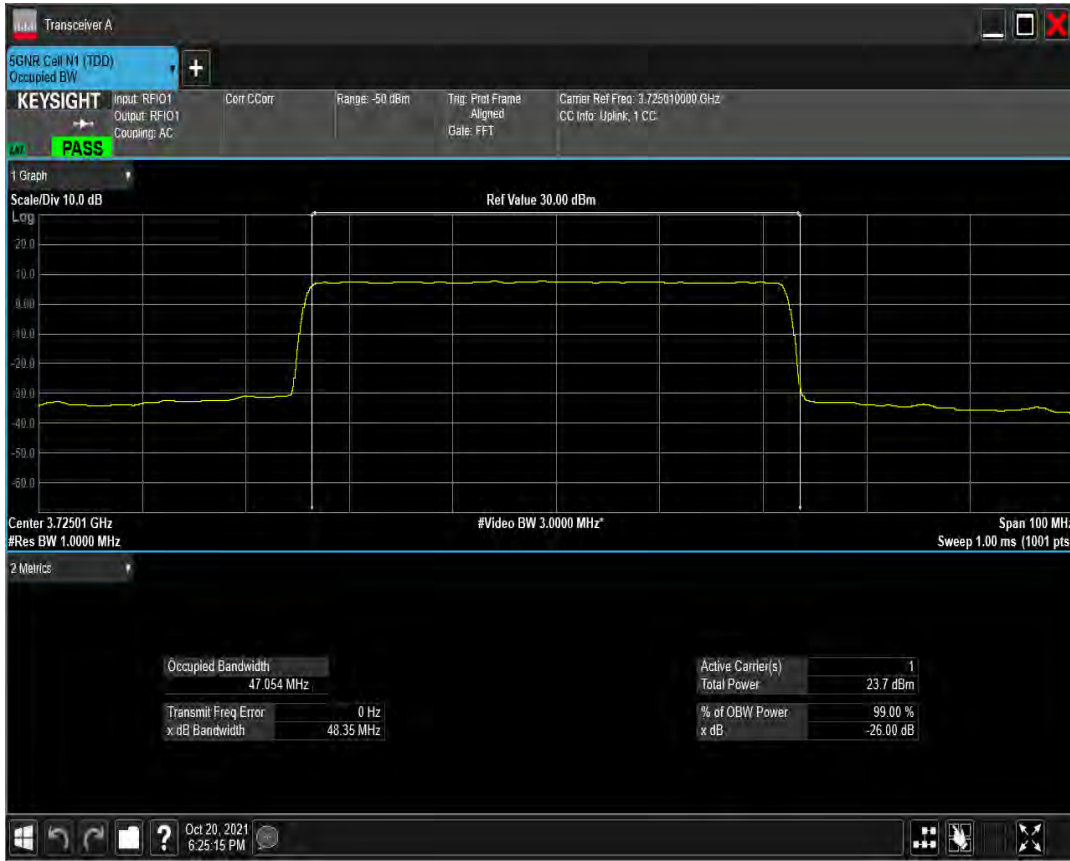 Transceiver A
5GNR Cell N1 (TDD)
Occupied BW
+
KEYSIGHT
Input: RFIO1
Output: RFIO1
Coupling: AC
Corr CCorr
Range: -50 dBm
Trig: Prot Frame
Aligned
Gate: FFT
Carrier Ref Freq: 3.725010000 GHz
CC Info: Uplink, 1 CC
PASS
1 Graph
Scale/Div 10.0 dB
Ref Value 30.00 dBm
Log
20.0
10.0
0.00
-10.0
-20.0
-30.0
-40.0
-50.0
-60.0
Center 3.72501 GHz
#Video BW 3.0000 MHz*
Span 100 MHz
#Res BW 1.0000 MHz
Sweep 1.00 ms (1001 pts
2 Metrics
Occupied Bandwidth
47.054 MHz
Transmit Freq Error 0 Hz
x dB Bandwidth 48.35 MHz
Active Carrier(s) 1
Total Power 23.7 dBm
% of OBW Power 99.00 %
x dB -26.00 dB
?
Oct 20, 2021
6:25:15 PM